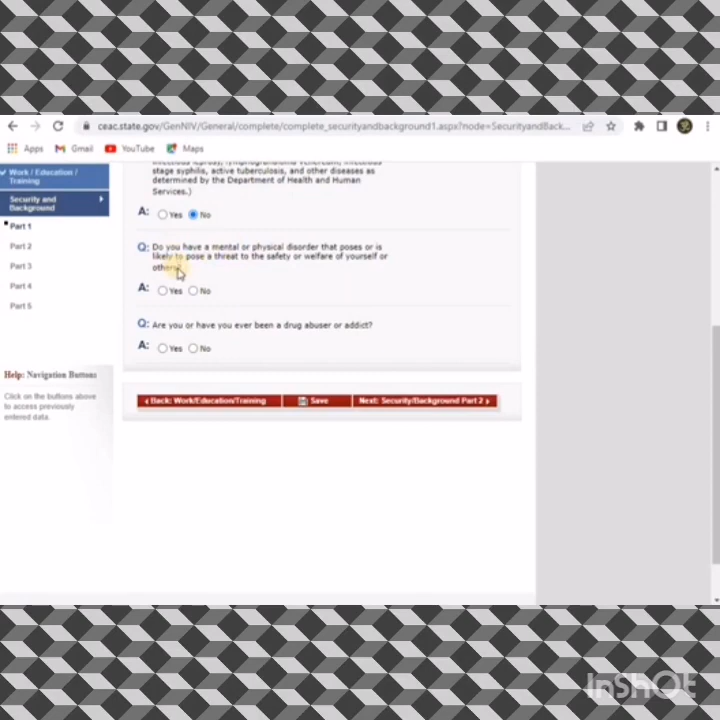 ceac.state.gov/GenNIV/General/complete/complete_securityandbackground1.aspx?node=SecurityandBack...
Apps Gmail YouTube Maps
Work / Education /
Training
Security and
Background
Part 1
Part 2
Part 3
Part 4
Part 5
Help: Navigation Buttons
Click on the buttons above
to access previously
entered data.
stage syphilis, active tuberculosis, and other diseases as
determined by the Department of Health and Human
Services.)
A: Yes No
Q: Do you have a mental or physical disorder that poses or is
likely to pose a threat to the safety or welfare of yourself or
others?
A: Yes No
Q: Are you or have you ever been a drug abuser or addict?
A: Yes No
Back: Work/Education/Training Save Next: Security/Background Part 2
InShOt